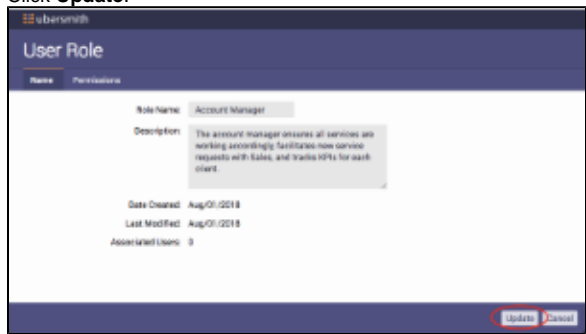 Click Update.
ubersmith
User Role
Name Permissions
Role Name: Account Manager
Description: The account manager ensures all services are
working accordingly, facilitates new service
requests with Sales, and tracks KPIs for each
client.
Date Created: Aug/01/2018
Last Modified: Aug/01/2018
Associated Users: 0
Update Cancel